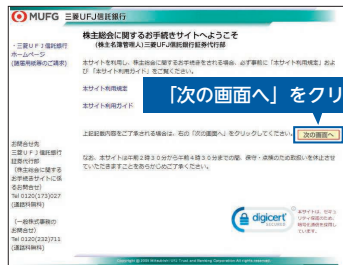 MUFG 三菱UFJ信託銀行
株主総会に関するお手続きサイトへようこそ
(株主名簿管理人)三菱UFJ信託銀行証券代行部
三菱UFJ信託銀行
ホームページ
(諸届用紙等のご請求)
本サイトを利用し、株主総会に関するお手続きをされる場合、必ず事前に「本サイト利用規定」およ
び「本サイト利用ガイド」をご覧ください。
本サイト利用規定
本サイト利用ガイド
「次の画面へ」をクリ
上記記載内容をご了承される場合は、右の「次の画面へ」をクリックしてください。
次の画面へ
なお、本サイトは午前2時30分から午前4時30分までの間、保守・点検のため取扱いを休止させ
ていただきますことをあらかじめご了承ください。
お問合せ先
三菱UFJ信託銀行
証券代行部
(株主総会に関する
お手続きサイトに係
るお問合せ)
Tel 0120(173)027
(通話料無料)
(一般株式事務の
お問合せ)
Tel 0120(232)711
(通話料無料)
digicert
SECURED